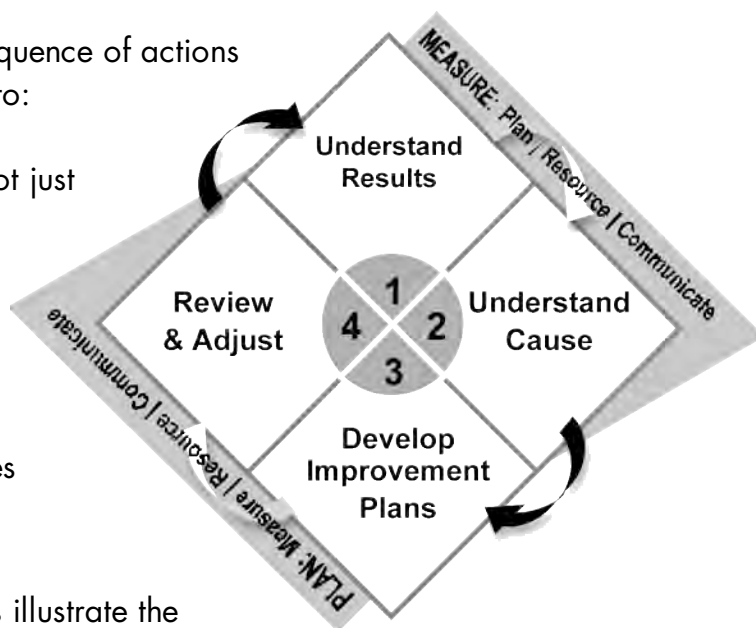 quence of actions
to:
ot just
es
s illustrate the
MEASURE: Plan | Resource | Communicate
Understand
Results
1
Understand
Cause
2
Develop
Improvement
Plans
3
Review
& Adjust
4
PLAN: Measure | Resource | Communicate